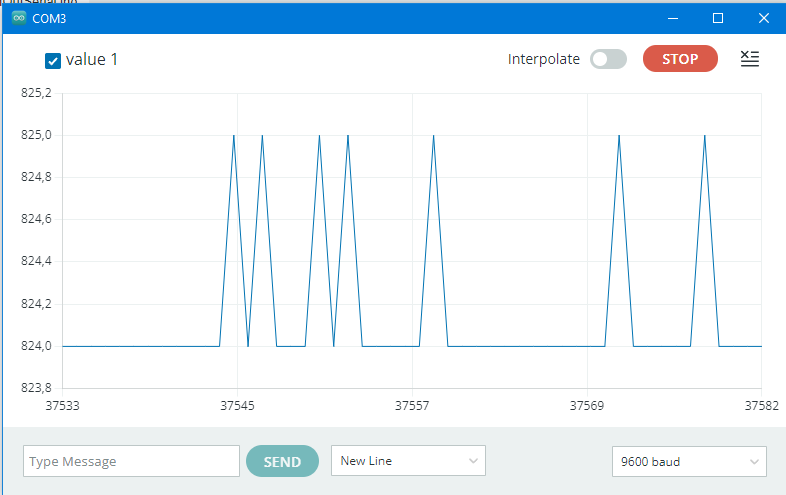 COM3
value 1
Interpolate
STOP
825,2
825,0
824,8
824,6
824,4
824,2
824,0
823,8
37533 37545 37557 37569 37582
Type Message
SEND
New Line
9600 baud